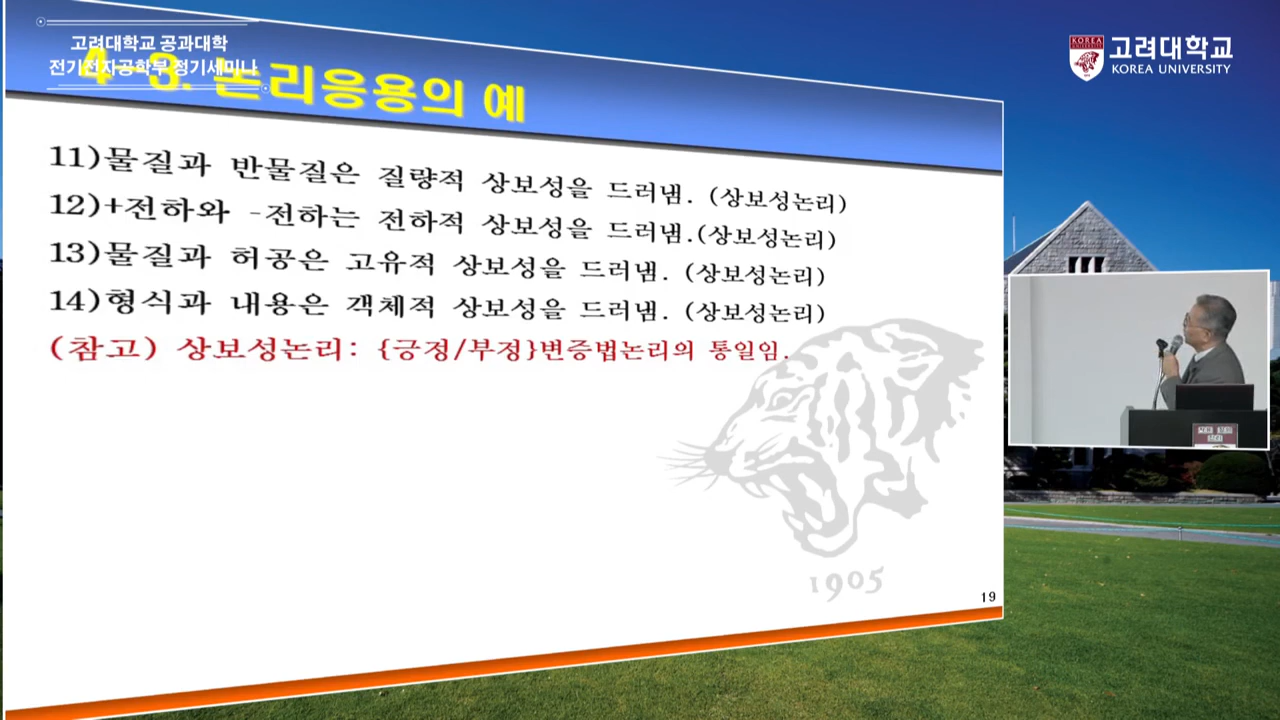 고려대학교 공과대학
전기전자공학부 정기세미나
고려대학교
KOREA UNIVERSITY
4-3. 논리응용의 예
11)물질과 반물질은 질량적 상보성을 드러냄. (상보성논리)
12)+전하와 -전하는 전하적 상보성을 드러냄.(상보성논리)
13)물질과 허공은 고유적 상보성을 드러냄. (상보성논리)
14)형식과 내용은 객체적 상보성을 드러냄. (상보성논리)
(참고) 상보성논리: {긍정/부정}변증법논리의 통일임.
1905
19
KOREA